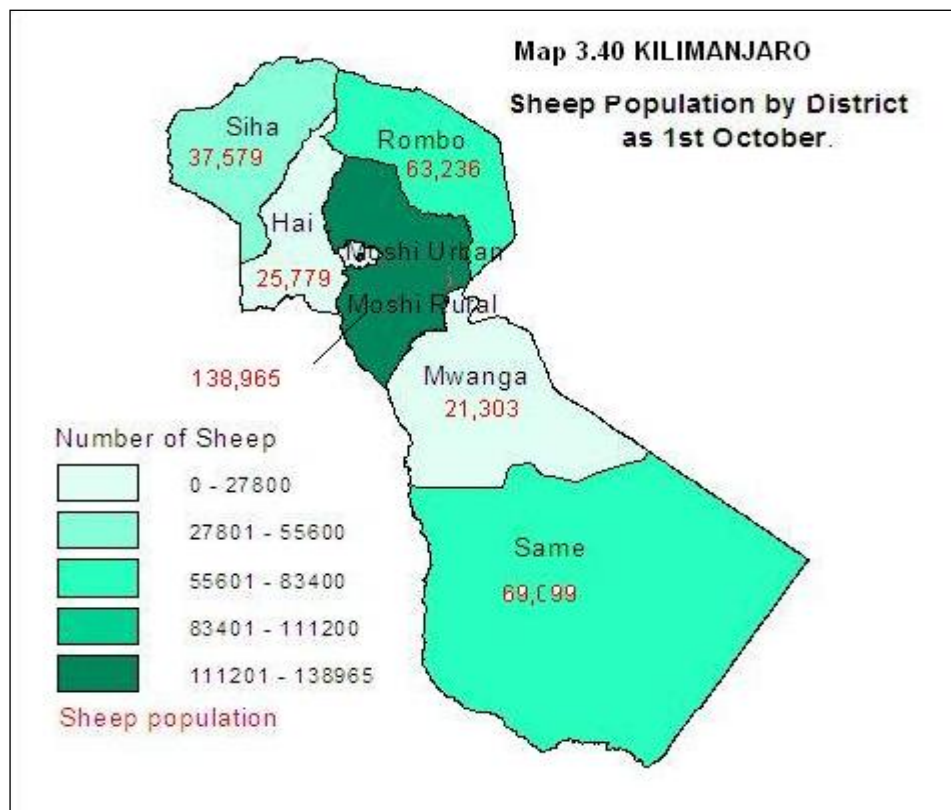 Map 3.40 KILIMANJARO
Sheep Population by District
as 1st October.
Siha
37,579
Rombo
63,236
Hai
25,779
Moshi Urban
Moshi Rural
138,965
Mwanga
21,303
Same
Number of Sheep
0 - 27800
27801 - 55600
55601 - 83400
83401 - 111200
111201 - 138965
Sheep population